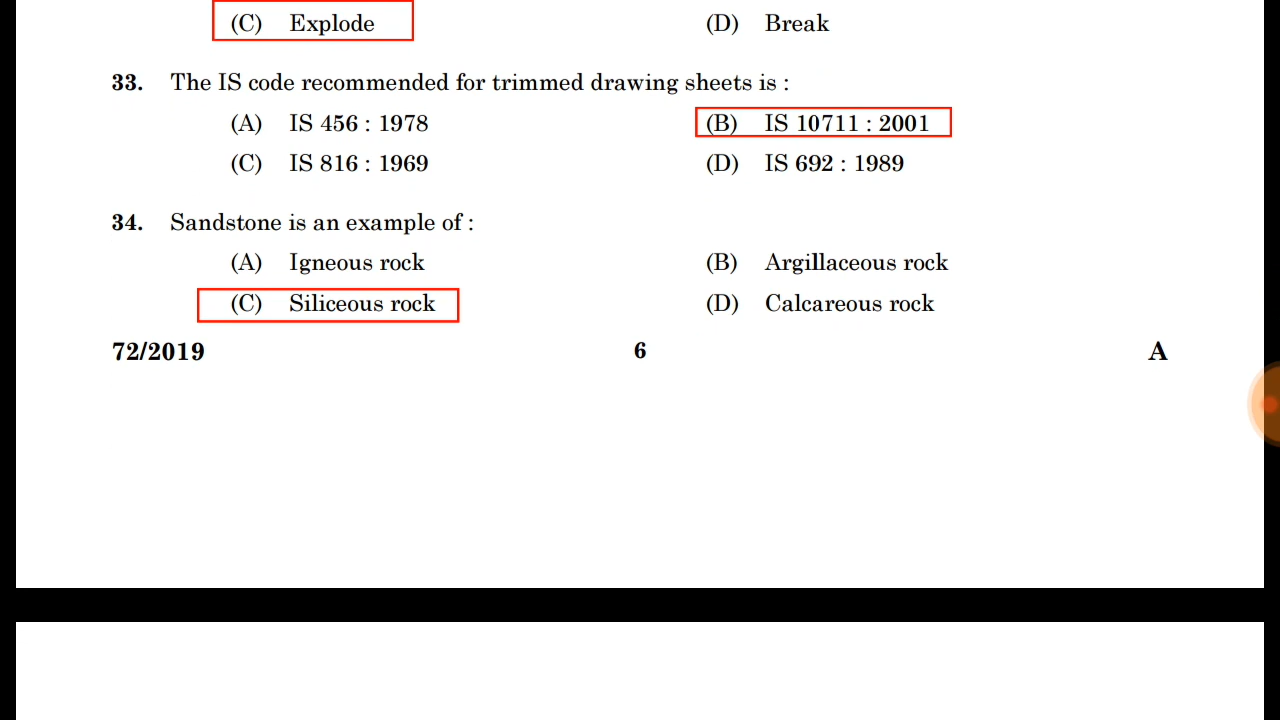 (C) Explode (D) Break
33. The IS code recommended for trimmed drawing sheets is :
(A) IS 456 : 1978 (B) IS 10711 : 2001
(C) IS 816 : 1969 (D) IS 692 : 1989
34. Sandstone is an example of :
(A) Igneous rock (B) Argillaceous rock
(C) Siliceous rock (D) Calcareous rock
72/2019 6 A